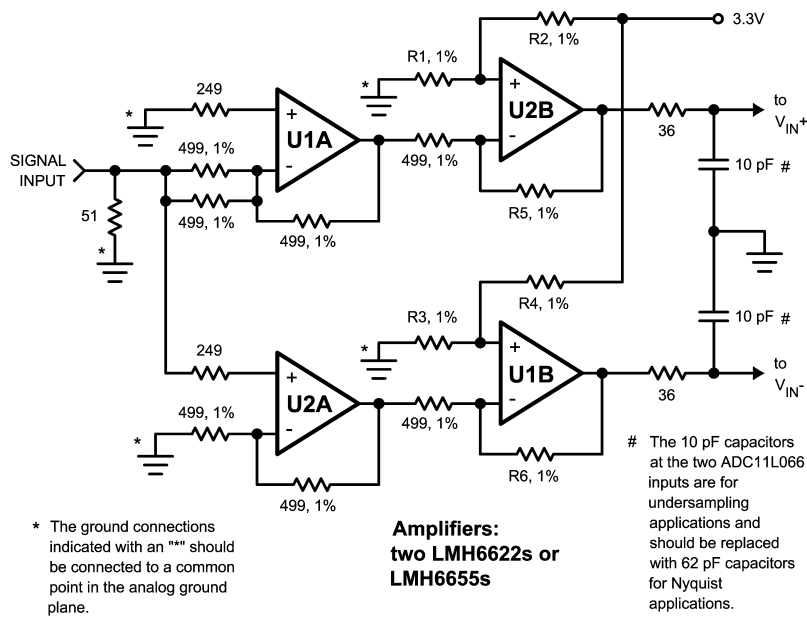 R2, 1%
3.3V
R1, 1%
*
249
+
U2B
-
to
VIN+
*
+
U1A
-
36
SIGNAL
INPUT
499, 1%
499, 1%
10 pF #
51
499, 1%
R5, 1%
*
499, 1%
R4, 1%
R3, 1%
10 pF #
*
249
+
U1B
-
to
VIN-
+
U2A
-
36
499, 1%
499, 1%
*
R6, 1%
499, 1%
# The 10 pF capacitors
at the two ADC11L066
inputs are for
undersampling
applications and
should be replaced
with 62 pF capacitors
for Nyquist
applications.
* The ground connections
indicated with an "*" should
be connected to a common
point in the analog ground
plane.
Amplifiers:
two LMH6622s or
LMH6655s